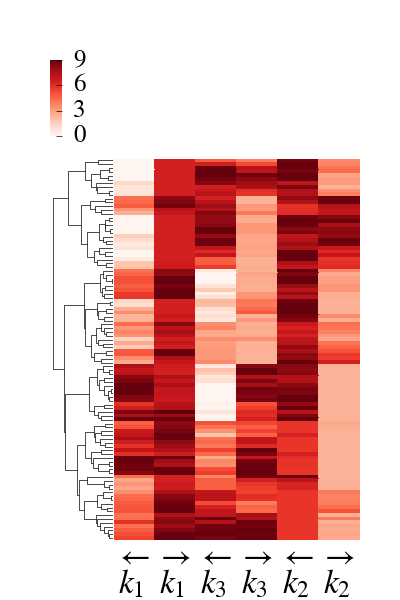 9
6
3
0
← → ← → ← →
k₁ k₁ k₃ k₃ k₂ k₂